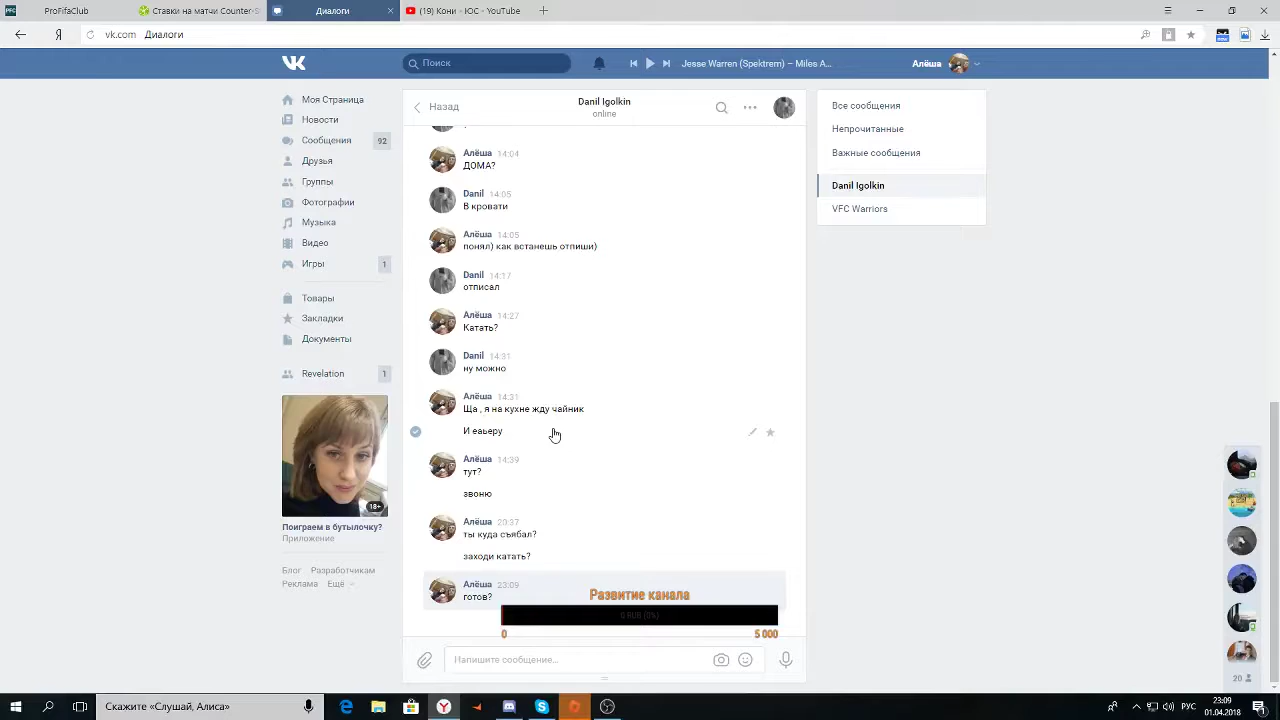 ProFifaClub
Ставки на матчи Counter-S
Диалоги
(19) Кони - ЮС - YouTube
Я
vk.com Диалоги
Поиск
Jesse Warren (Spektrem) – Miles A...
Алёша
Моя Страница
Новости
Сообщения 92
Друзья
Группы
Фотографии
Музыка
Видео
Игры 1
Товары
Закладки
Документы
Revelation 1
18+
Поиграем в бутылочку?
Приложение
Блог Разработчикам
Реклама Ещё
Назад
Danil Igolkin
online
Алёша 14:04
ДОМА?
Danil 14:05
В кровати
Алёша 14:05
понял) как встанешь отпиши)
Danil 14:17
отписал
Алёша 14:27
Катать?
Danil 14:31
ну можно
Алёша 14:31
Ща , я на кухне жду чайник
И еаьеру
Алёша 14:39
тут?
звоню
Алёша 20:37
ты куда съябал?
заходи катать?
Алёша 23:09
готов?
Развитие канала
0 RUB (0%)
0 5 000
Напишите сообщение...
Все сообщения
Непрочитанные
Важные сообщения
Danil Igolkin
VFC Warriors
20
Скажите «Слушай, Алиса»
РУС
23:09
01.04.2018